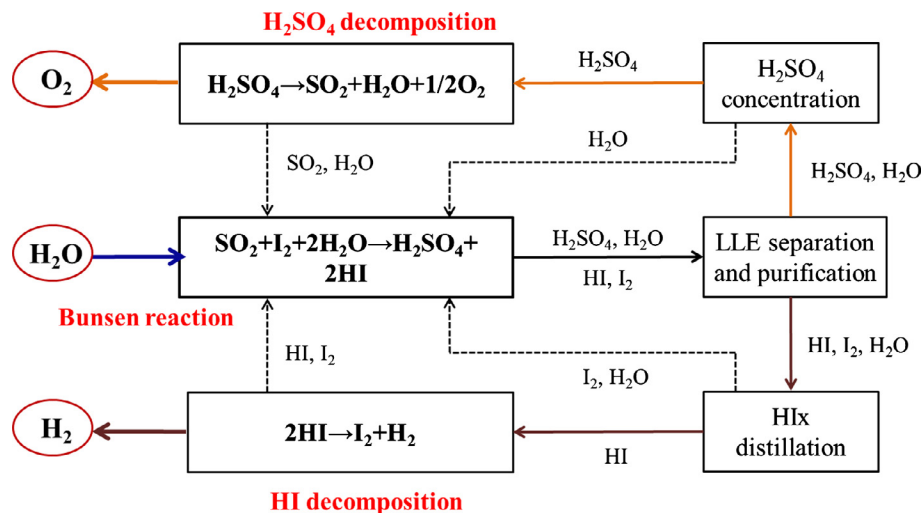 H₂SO₄ decomposition
O₂
H₂SO₄→SO₂+H₂O+1/2O₂
H₂SO₄
H₂SO₄
concentration
SO₂, H₂O
H₂O
H₂SO₄, H₂O
H₂O
SO₂+I₂+2H₂O→H₂SO₄+
2HI
H₂SO₄, H₂O
HI, I₂
LLE separation
and purification
Bunsen reaction
HI, I₂
I₂, H₂O
HI, I₂, H₂O
H₂
2HI→I₂+H₂
HI
HIx
distillation
HI decomposition